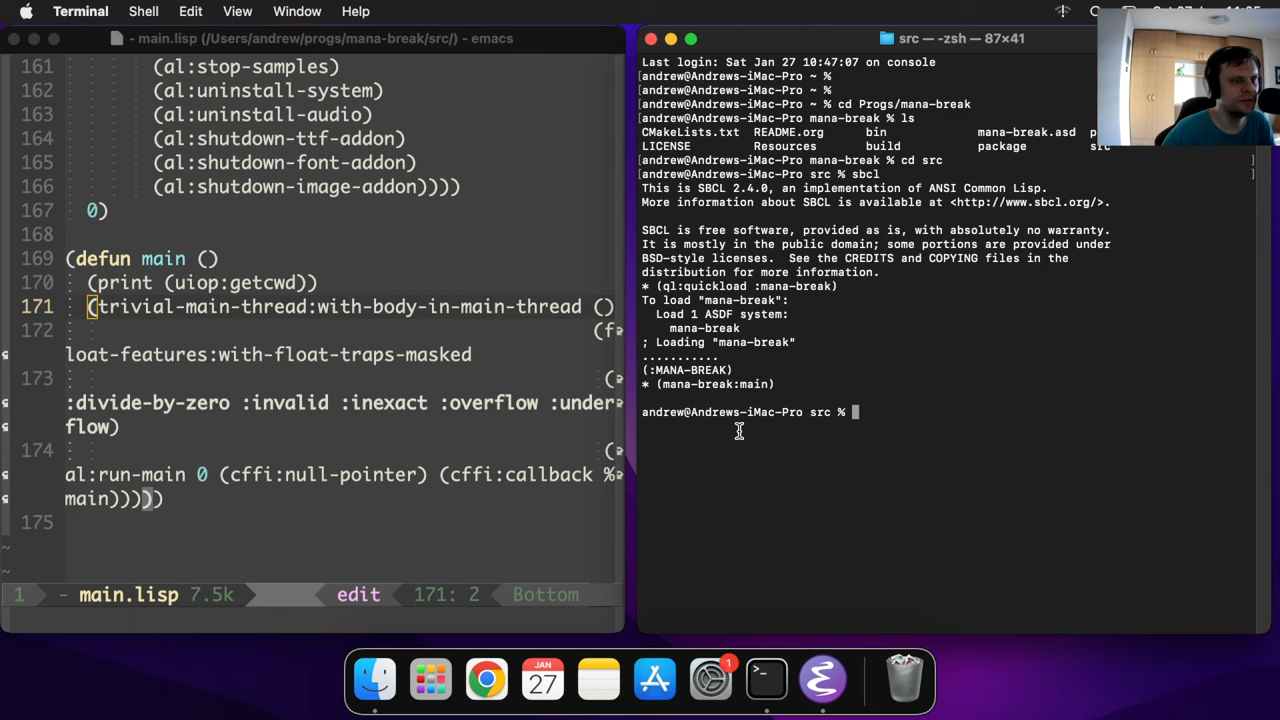 Terminal Shell Edit View Window Help
- main.lisp (/Users/andrew/progs/mana-break/src/) - emacs
161 (al:stop-samples)
162 (al:uninstall-system)
163 (al:uninstall-audio)
164 (al:shutdown-ttf-addon)
165 (al:shutdown-font-addon)
166 (al:shutdown-image-addon))))
167 0)
168
169 (defun main ()
170 (print (uiop:getcwd))
171 (trivial-main-thread:with-body-in-main-thread ()
172 (f
loat-features:with-float-traps-masked
173 (
:divide-by-zero :invalid :inexact :overflow :under
flow)
174 (
al:run-main 0 (cffi:null-pointer) (cffi:callback %
main)))))
175
~
~
1 - main.lisp 7.5k edit 171: 2 Bottom
src — -zsh — 87×41
Last login: Sat Jan 27 10:47:07 on console
[andrew@Andrews-iMac-Pro ~ %
[andrew@Andrews-iMac-Pro ~ %
[andrew@Andrews-iMac-Pro ~ % cd Progs/mana-break
[andrew@Andrews-iMac-Pro mana-break % ls
CMakeLists.txt README.org bin mana-break.asd
LICENSE Resources build package src
[andrew@Andrews-iMac-Pro mana-break % cd src ]
[andrew@Andrews-iMac-Pro src % sbcl ]
This is SBCL 2.4.0, an implementation of ANSI Common Lisp.
More information about SBCL is available at <http://www.sbcl.org/>.
SBCL is free software, provided as is, with absolutely no warranty.
It is mostly in the public domain; some portions are provided under
BSD-style licenses. See the CREDITS and COPYING files in the
distribution for more information.
* (ql:quickload :mana-break)
To load "mana-break":
Load 1 ASDF system:
mana-break
; Loading "mana-break"
...........
(:MANA-BREAK)
* (mana-break:main)
andrew@Andrews-iMac-Pro src %
JAN
27
1
>_